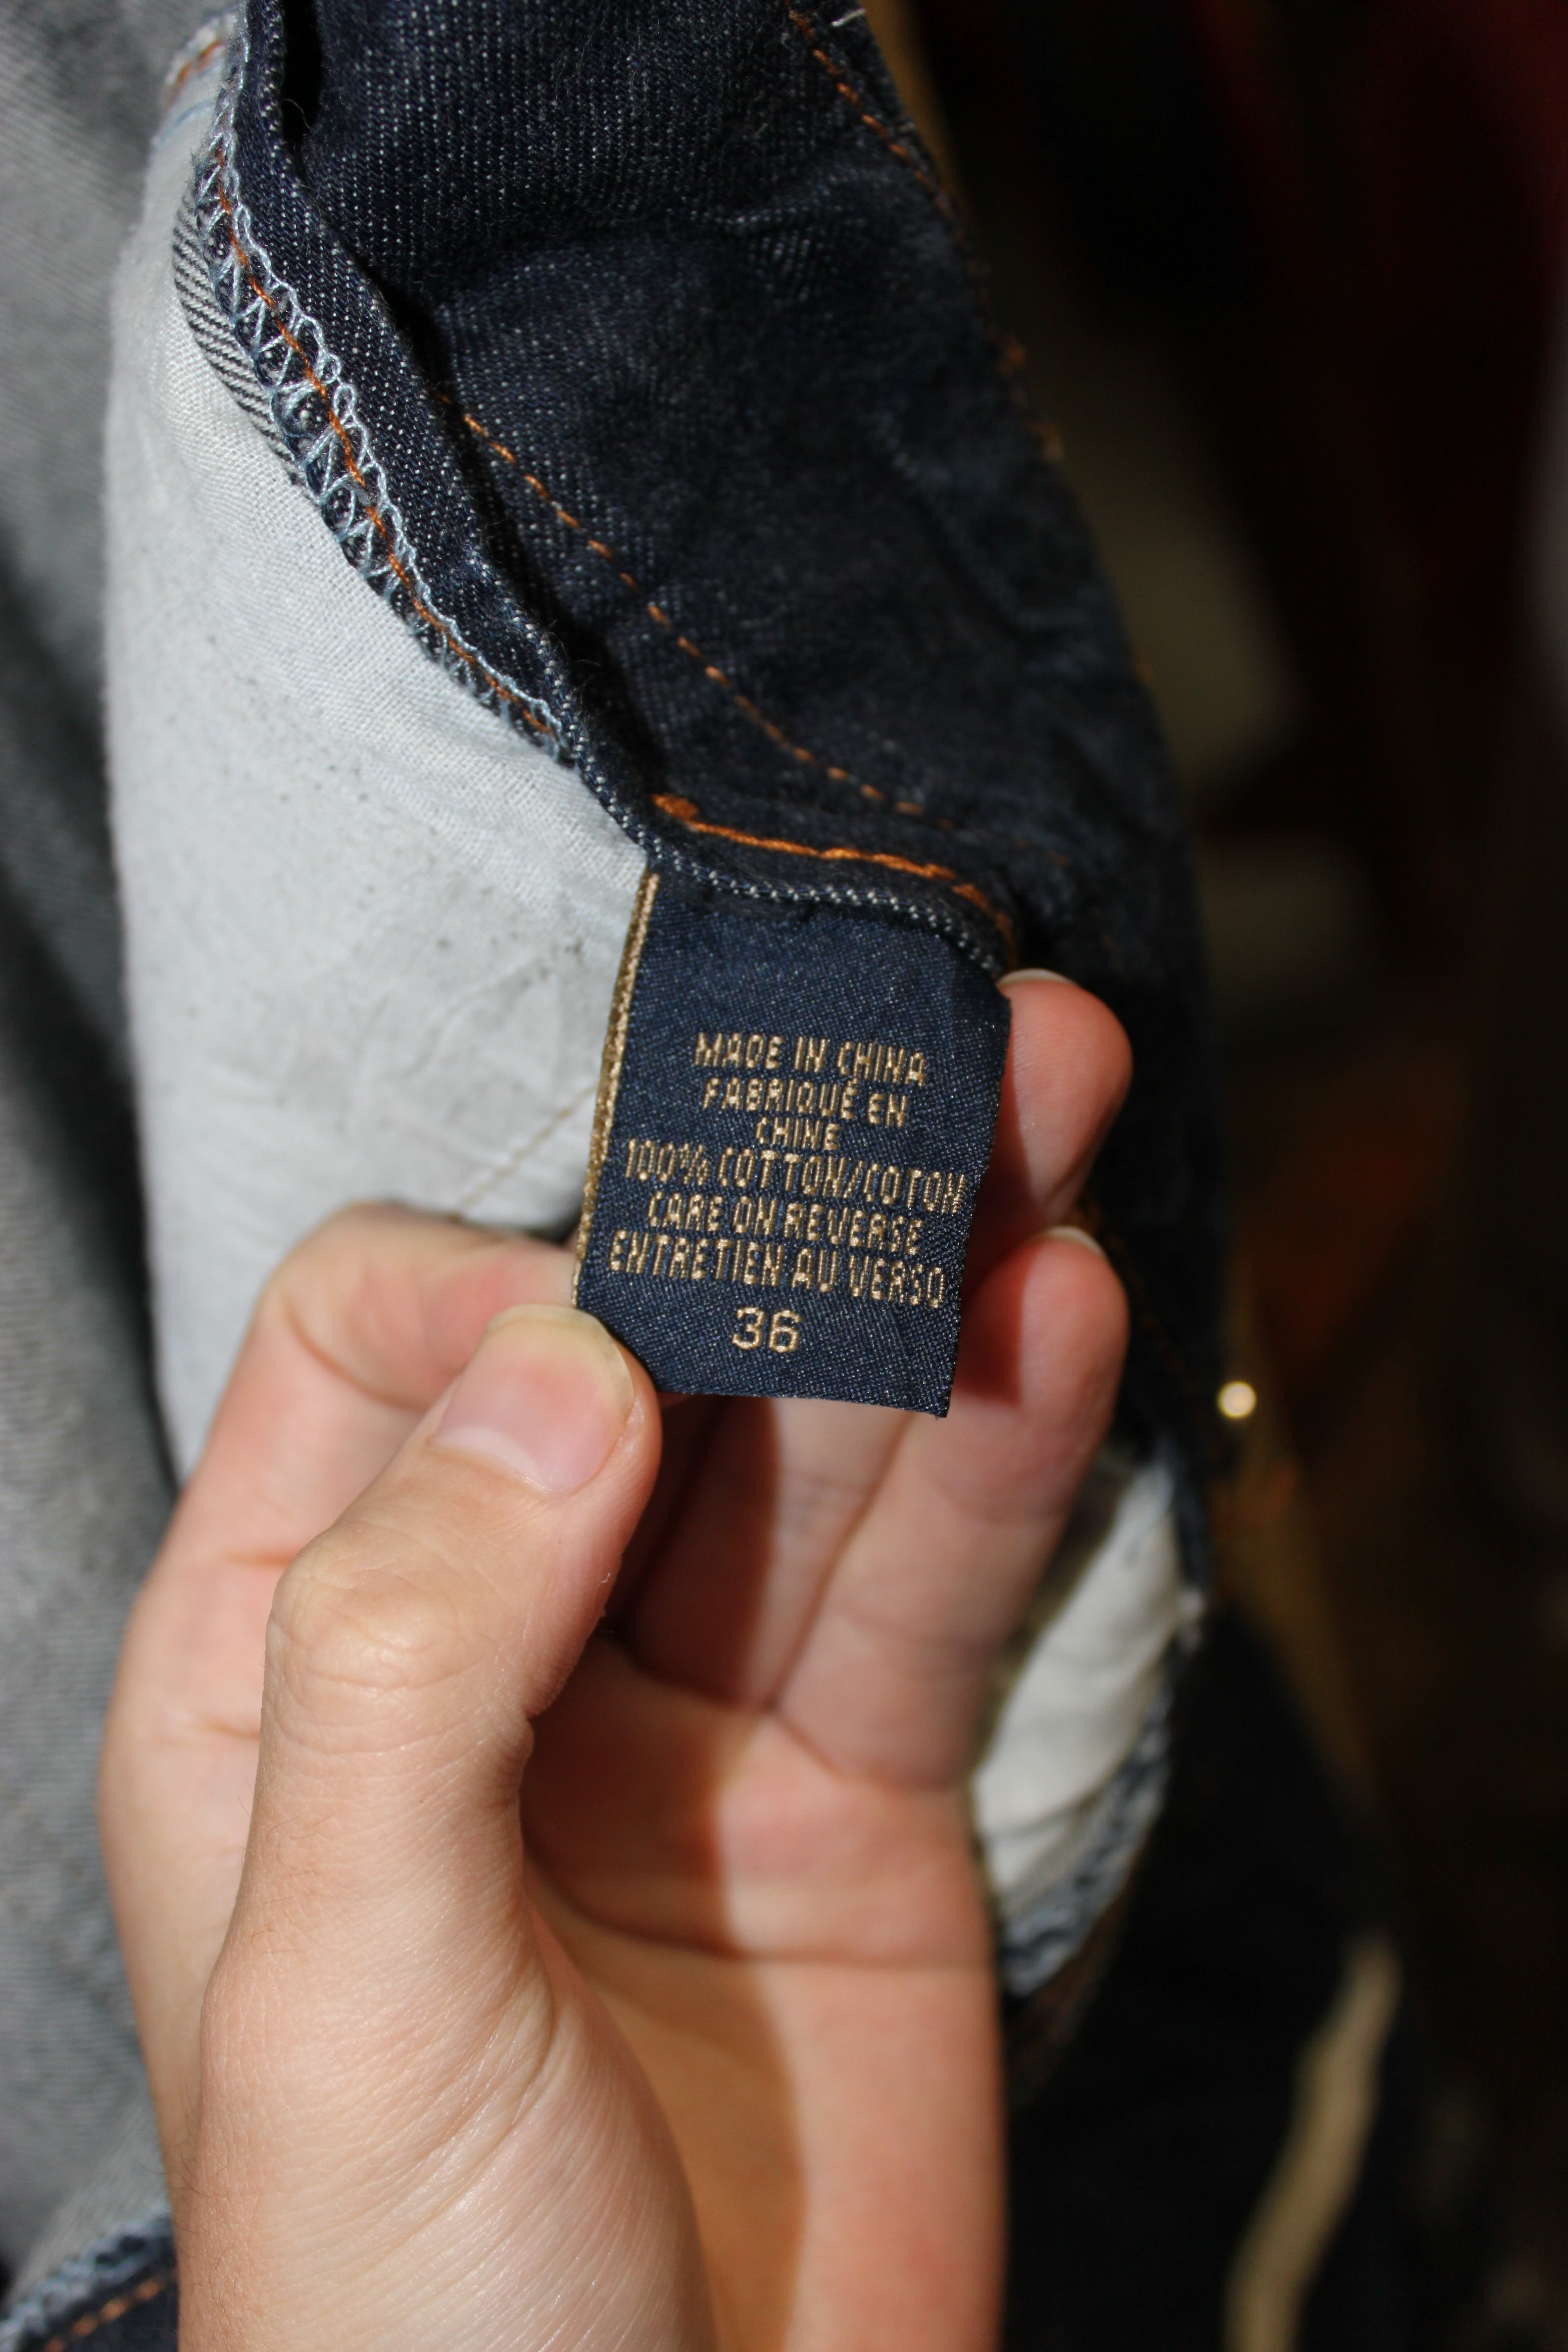 MADE IN CHINA
FABRIQUÉ EN
CHINE
100% COTTON/COTON
CARE ON REVERSE
ENTRETIEN AU VERSO
36